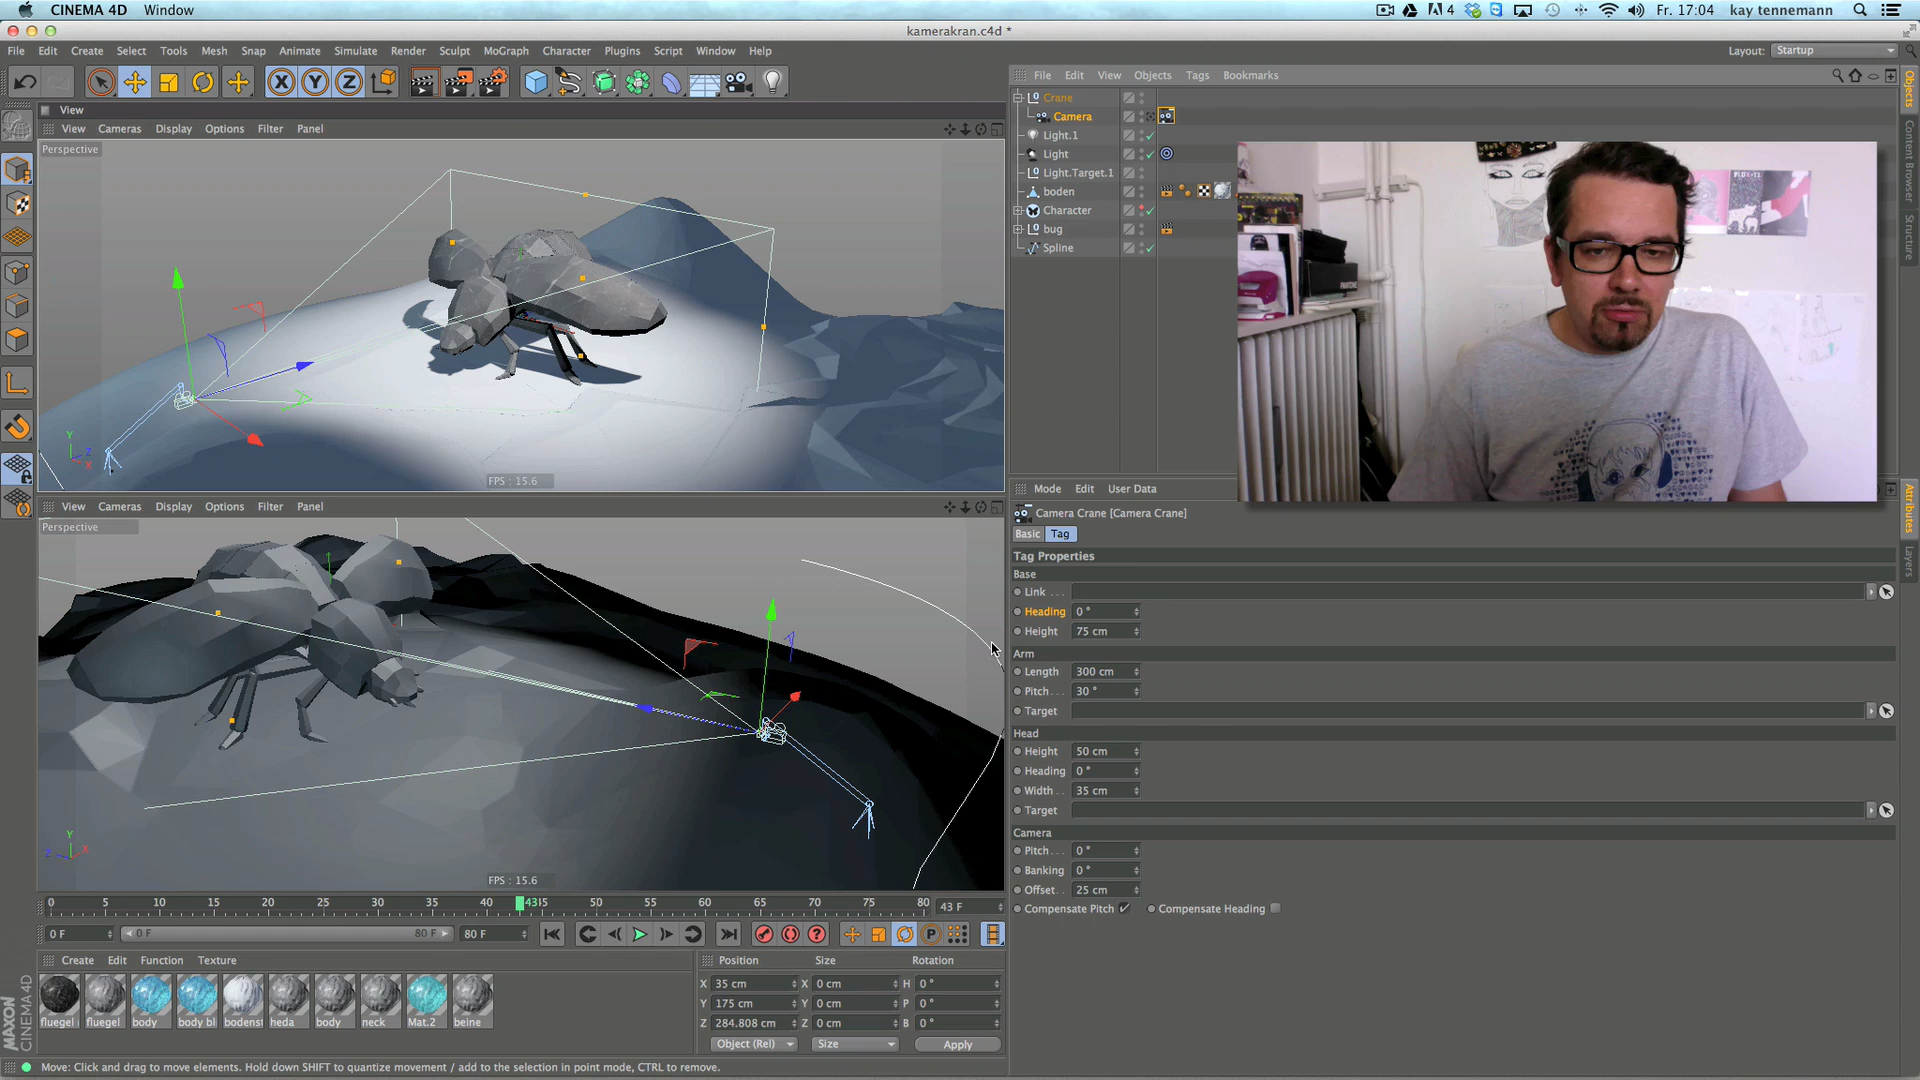 CINEMA 4D Window 4 Fr. 17:04 kay tennemann
kamerakran.c4d *
File Edit Create Select Tools Mesh Snap Animate Simulate Render Sculpt MoGraph Character Plugins Script Window Help Layout: Startup
X Y Z
View
View Cameras Display Options Filter Panel
Perspective
Y
Z
X
FPS : 15.6
View Cameras Display Options Filter Panel
Perspective
Y
Z X
FPS : 15.6
0 5 10 15 20 25 30 35 40 43 45 50 55 60 65 70 75 80 43 F
0 F 0 F 80 F 80 F
P
Create Edit Function Texture
fluegel fluegel body body bl bodenst heda body neck Mat.2 beine
Position Size Rotation
X 35 cm X 0 cm H 0 °
Y 175 cm Y 0 cm P 0 °
Z 284.808 cm Z 0 cm B 0 °
Object (Rel) Size Apply
MAXON CINEMA 4D
Move: Click and drag to move elements. Hold down SHIFT to quantize movement / add to the selection in point mode, CTRL to remove.
File Edit View Objects Tags Bookmarks
Crane
Camera
Light.1
Light
Light.Target.1
boden
Character
bug
Spline
Objects
Content Browser
Structure
Mode Edit User Data
Camera Crane [Camera Crane]
Basic Tag
Tag Properties
Base
Link . . .
Heading 0 °
Height 75 cm
Arm
Length 300 cm
Pitch . . 30 °
Target
Head
Height 50 cm
Heading 0 °
Width . 35 cm
Target
Camera
Pitch . . . 0 °
Banking 0 °
Offset . . 25 cm
Compensate Pitch Compensate Heading
Attributes
Layers